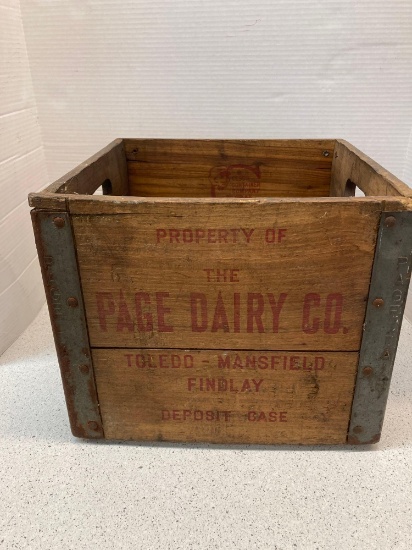 PROPERTY OF
THE
PAGE DAIRY CO.
TOLEDO - MANSFIELD
FINDLAY
DEPOSIT CASE